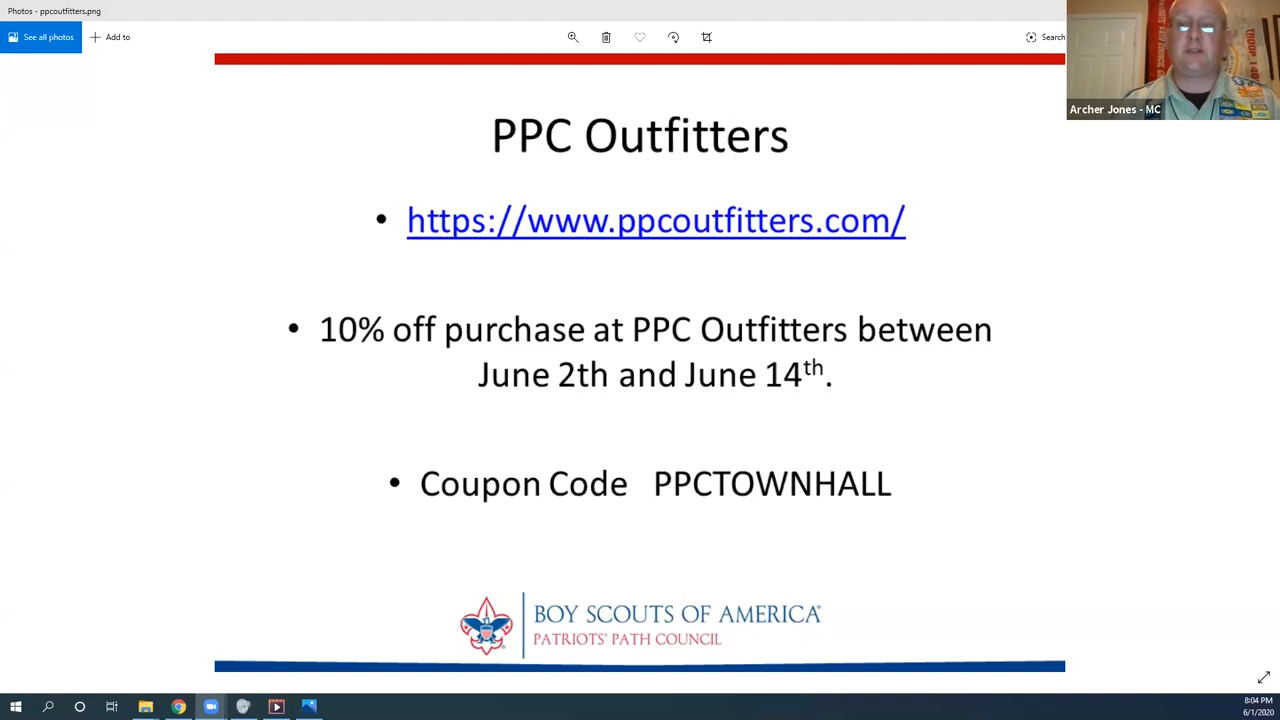 Photos - ppcoutfitters.png
See all photos
Add to
Search
Archer Jones - MC
PPC Outfitters
• https://www.ppcoutfitters.com/
• 10% off purchase at PPC Outfitters between
June 2th and June 14th.
• Coupon Code PPCTOWNHALL
BOY SCOUTS OF AMERICA®
PATRIOTS' PATH COUNCIL
8:04 PM
6/1/2020